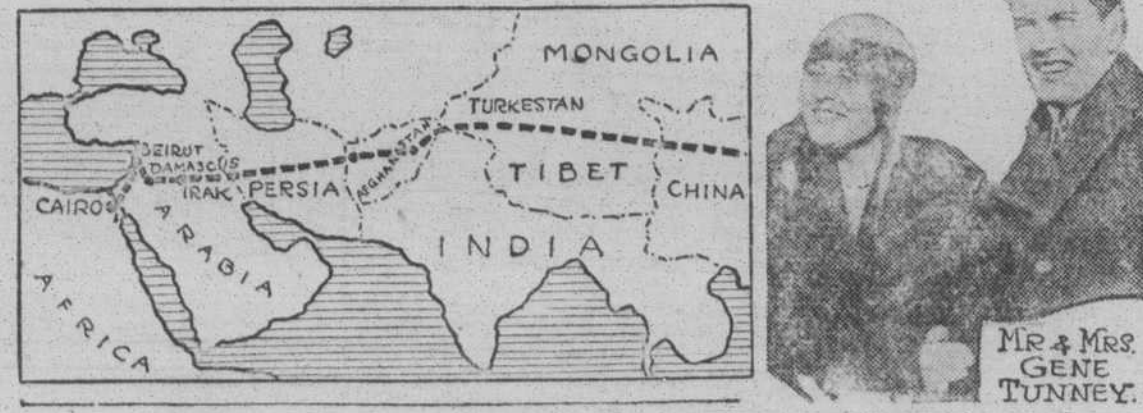 MONGOLIA
TURKESTAN
BEIRUT
DAMASCUS
IRAK
PERSIA
AFGHANISTAN
TIBET
CHINA
CAIRO
ARABIA
INDIA
AFRICA
MR & MRS.
GENE
TUNNEY.